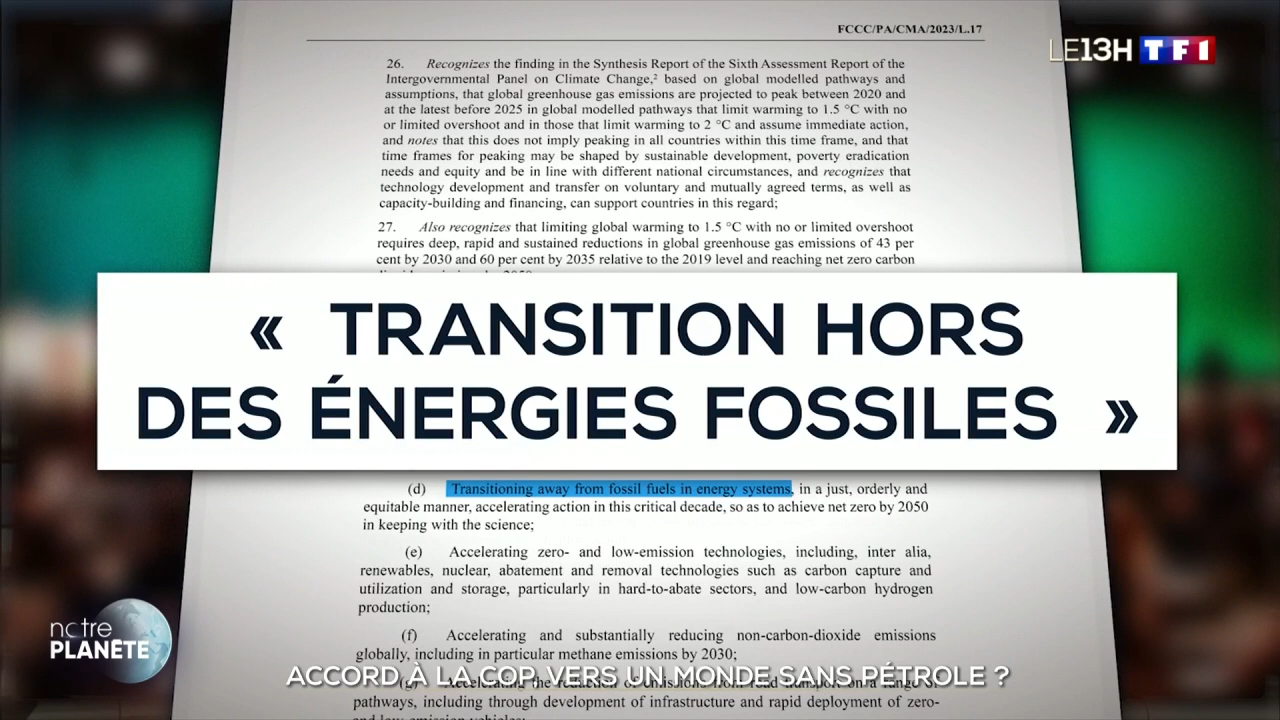 FCCC/PA/CMA/2023/L.17
LE13H TF1
26. Recognizes the finding in the Synthesis Report of the Sixth Assessment Report of the
Intergovernmental Panel on Climate Change,² based on global modelled pathways and
assumptions, that global greenhouse gas emissions are projected to peak between 2020 and
at the latest before 2025 in global modelled pathways that limit warming to 1.5 °C with no
or limited overshoot and in those that limit warming to 2 °C and assume immediate action,
and notes that this does not imply peaking in all countries within this time frame, and that
time frames for peaking may be shaped by sustainable development, poverty eradication
needs and equity and be in line with different national circumstances, and recognizes that
technology development and transfer on voluntary and mutually agreed terms, as well as
capacity-building and financing, can support countries in this regard;
27. Also recognizes that limiting global warming to 1.5 °C with no or limited overshoot
requires deep, rapid and sustained reductions in global greenhouse gas emissions of 43 per
cent by 2030 and 60 per cent by 2035 relative to the 2019 level and reaching net zero carbon
« TRANSITION HORS
DES ÉNERGIES FOSSILES »
(d) Transitioning away from fossil fuels in energy systems, in a just, orderly and
equitable manner, accelerating action in this critical decade, so as to achieve net zero by 2050
in keeping with the science;
(e) Accelerating zero- and low-emission technologies, including, inter alia,
renewables, nuclear, abatement and removal technologies such as carbon capture and
utilization and storage, particularly in hard-to-abate sectors, and low-carbon hydrogen
production;
(f) Accelerating and substantially reducing non-carbon-dioxide emissions
globally, including in particular methane emissions by 2030;
notre
PLANÈTE
ACCORD À LA COP, VERS UN MONDE SANS PÉTROLE ?
(g) Accelerating the reduction of emissions from road transport on a range of
pathways, including through development of infrastructure and rapid deployment of zero-